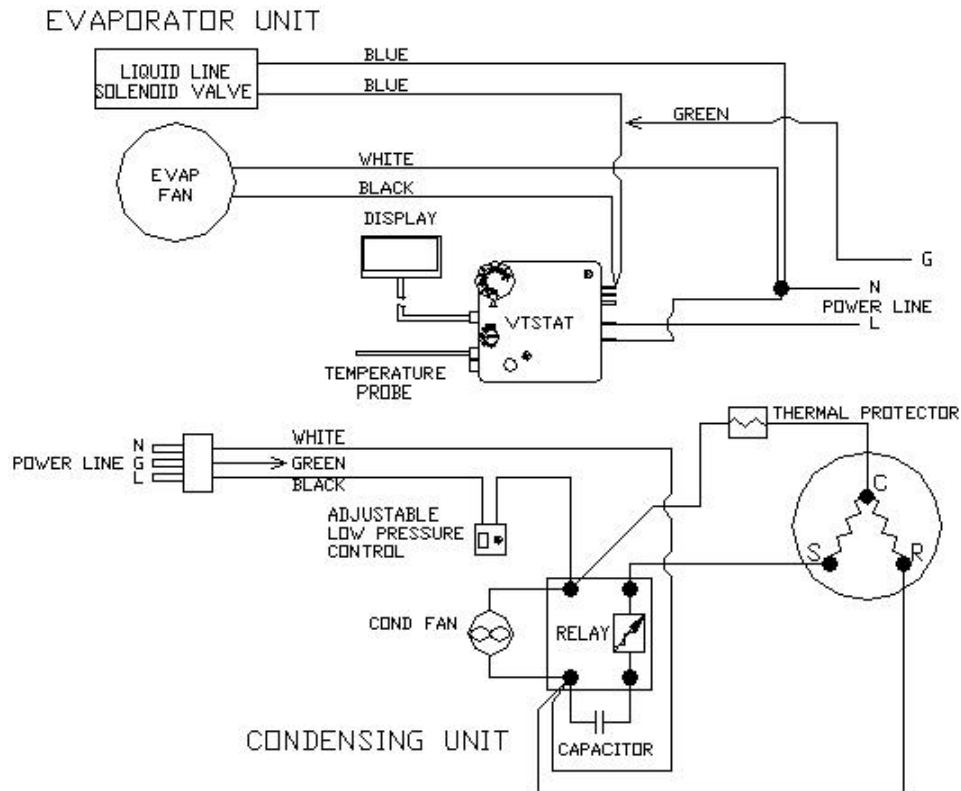 EVAPORATOR UNIT
BLUE
LIQUID LINE
SOLENOID VALVE
BLUE
GREEN
WHITE
EVAP
FAN
BLACK
DISPLAY
G
N
POWER LINE
L
VTSTAT
TEMPERATURE
PROBE
THERMAL PROTECTOR
N
WHITE
POWER LINE G
GREEN
L
BLACK
C
ADJUSTABLE
LOW PRESSURE
CONTROL
S
R
COND FAN
RELAY
CONDENSING UNIT
CAPACITOR